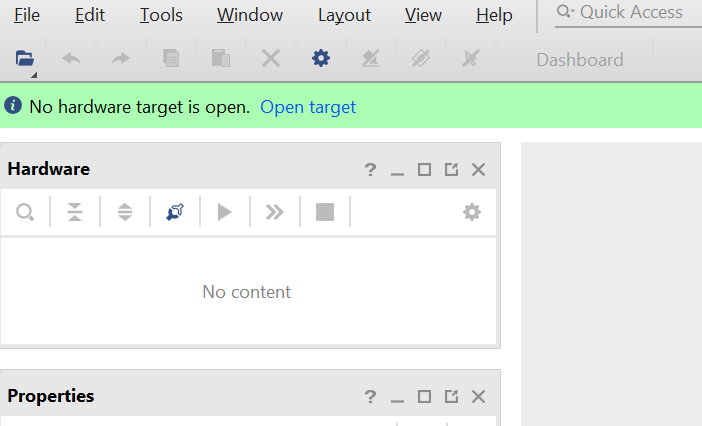 File Edit Tools Window Layout View Help Quick Access
Dashboard
No hardware target is open. Open target
Hardware ?
No content
Properties ?